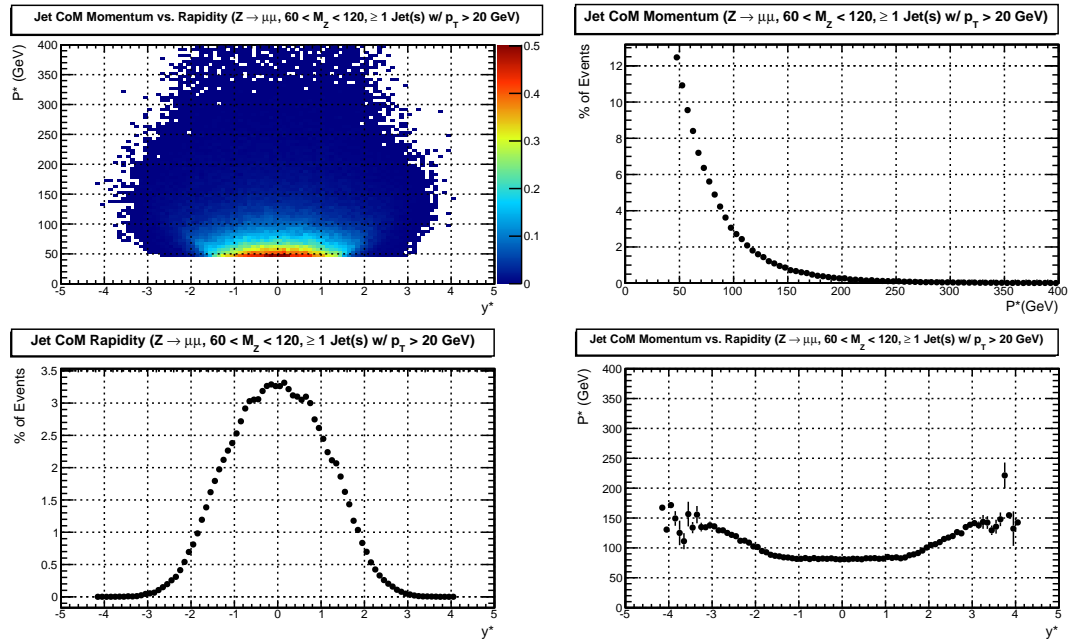 Jet CoM Momentum vs. Rapidity (Z → μμ, 60 < M_Z < 120, ≥ 1 Jet(s) w/ p_T > 20 GeV)
P* (GeV)
400
350
300
250
200
150
100
50
0
-5 -4 -3 -2 -1 0 1 2 3 4 5
y*
0.5
0.4
0.3
0.2
0.1
0
Jet CoM Momentum (Z → μμ, 60 < M_Z < 120, ≥ 1 Jet(s) w/ p_T > 20 GeV)
% of Events
12
10
8
6
4
2
0
0 50 100 150 200 250 300 350 400
P*(GeV)
Jet CoM Rapidity (Z → μμ, 60 < M_Z < 120, ≥ 1 Jet(s) w/ p_T > 20 GeV)
% of Events
3.5
3
2.5
2
1.5
1
0.5
0
-5 -4 -3 -2 -1 0 1 2 3 4 5
y*
Jet CoM Momentum vs. Rapidity (Z → μμ, 60 < M_Z < 120, ≥ 1 Jet(s) w/ p_T > 20 GeV)
P* (GeV)
400
350
300
250
200
150
100
50
0
-5 -4 -3 -2 -1 0 1 2 3 4 5
y*